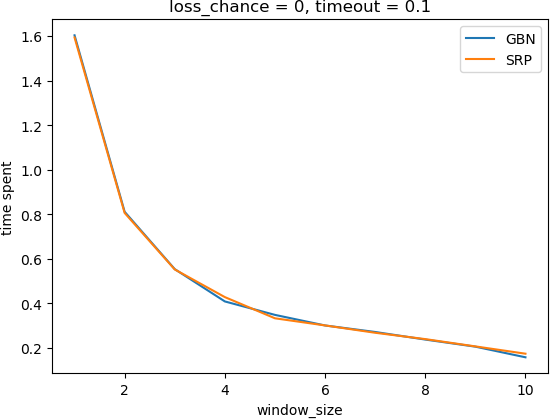 loss_chance = 0, timeout = 0.1
GBN
SRP
1.6
1.4
1.2
1.0
0.8
0.6
0.4
0.2
time spent
2 4 6 8 10
window_size